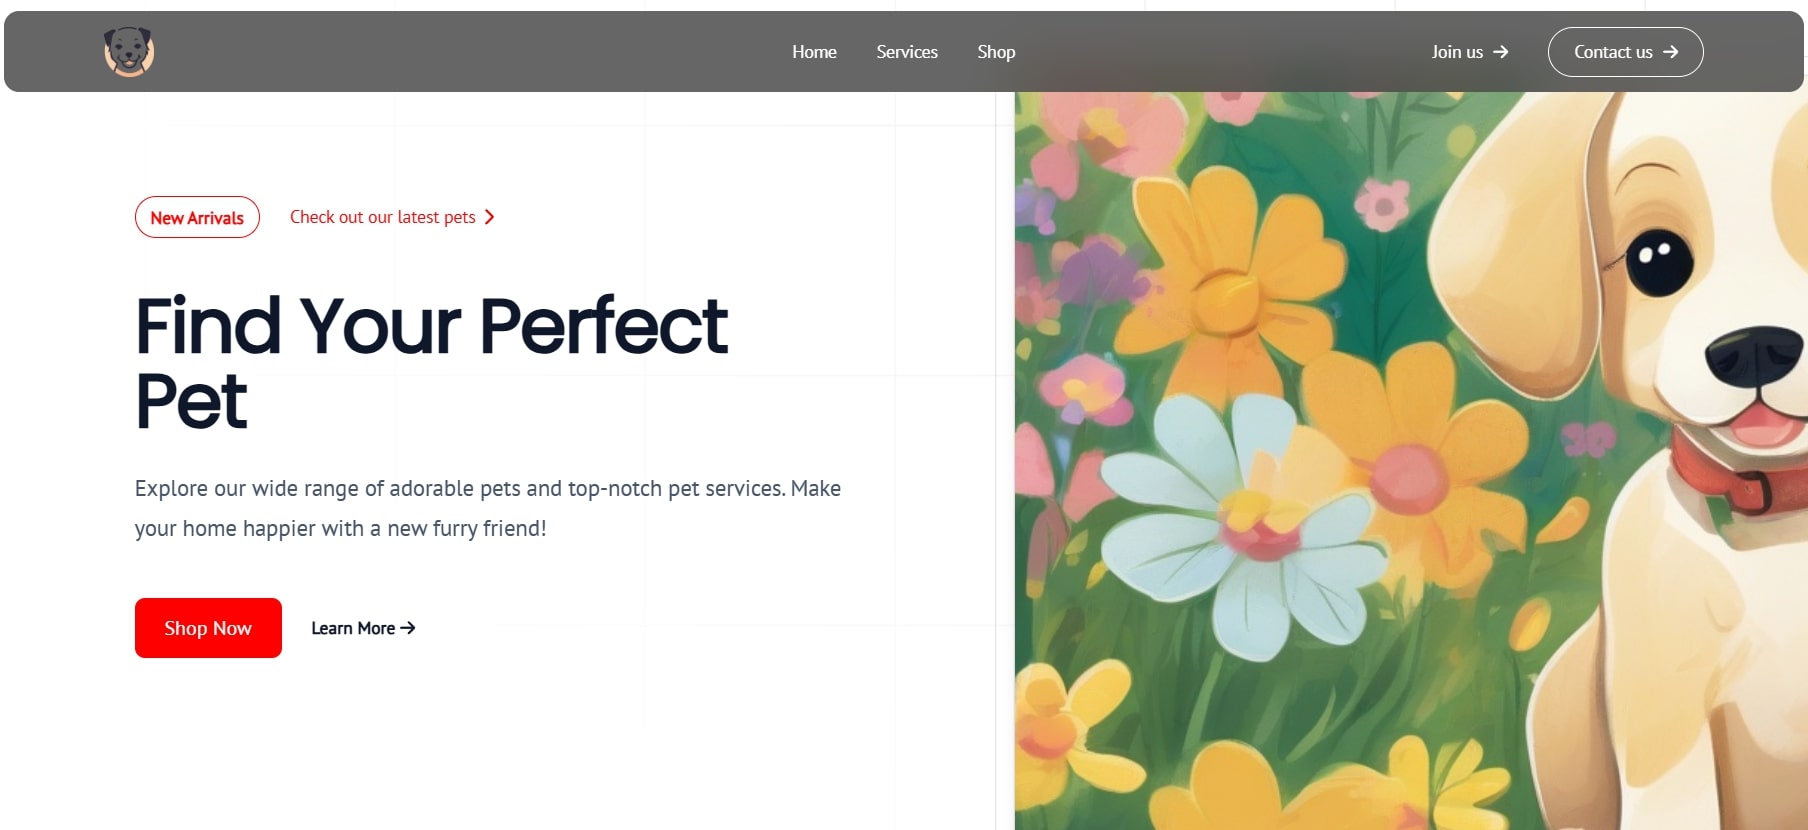 Home Services Shop Join us Contact us
New Arrivals Check out our latest pets
Find Your Perfect
Pet
Explore our wide range of adorable pets and top-notch pet services. Make
your home happier with a new furry friend!
Shop Now Learn More